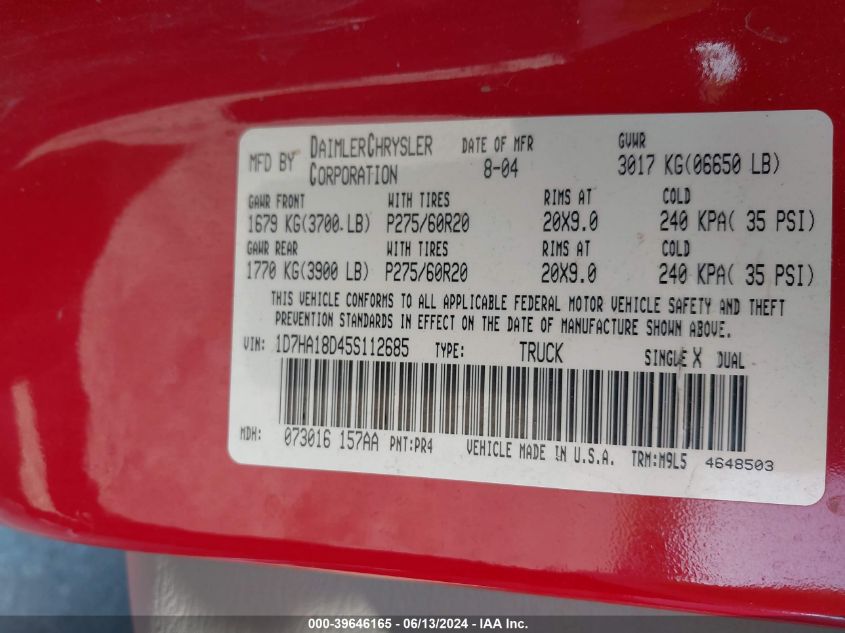 MFD BY DAIMLERCHRYSLER CORPORATION DATE OF MFR 8-04 GVWR 3017 KG(06650 LB)
GAWR FRONT WITH TIRES RIMS AT COLD
1679 KG(3700 LB) P275/60R20 20X9.0 240 KPA( 35 PSI)
GAWR REAR WITH TIRES RIMS AT COLD
1770 KG(3900 LB) P275/60R20 20X9.0 240 KPA( 35 PSI)
THIS VEHICLE CONFORMS TO ALL APPLICABLE FEDERAL MOTOR VEHICLE SAFETY AND THEFT
PREVENTION STANDARDS IN EFFECT ON THE DATE OF MANUFACTURE SHOWN ABOVE.
VIN: 1D7HA18D45S112685 TYPE: TRUCK SINGLE X DUAL
MDH: 073016 157AA PNT:PR4 VEHICLE MADE IN U.S.A. TRM:M9L5 4648503
000-39646165 - 06/13/2024 - IAA Inc.